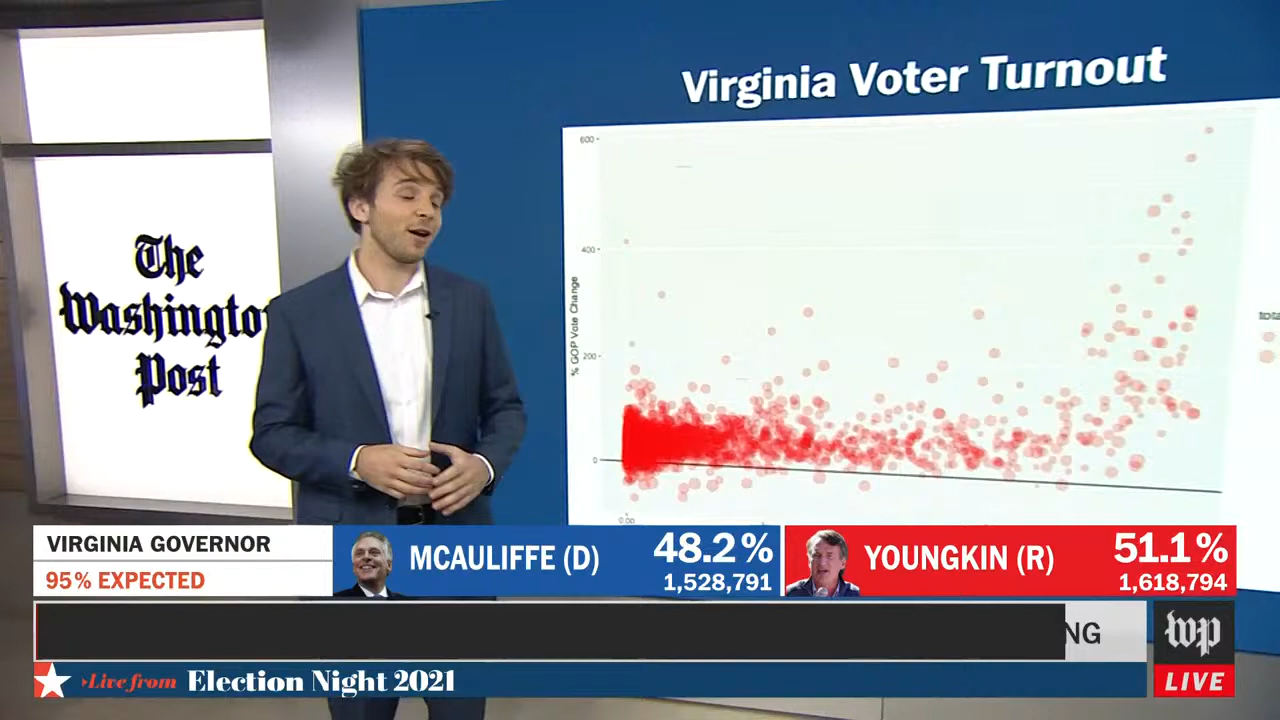 Virginia Voter Turnout
600
400
200
0
% GOP Vote Change
The
Washingto
Post
VIRGINIA GOVERNOR
95% EXPECTED
MCAULIFFE (D)
48.2%
1,528,791
YOUNGKIN (R)
51.1%
1,618,794
NG
wp
LIVE
Live from Election Night 2021